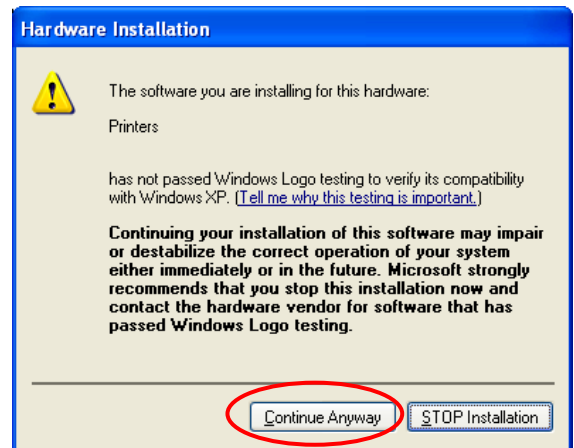 Hardware Installation
The software you are installing for this hardware:
Printers
has not passed Windows Logo testing to verify its compatibility
with Windows XP. (Tell me why this testing is important.)
Continuing your installation of this software may impair
or destabilize the correct operation of your system
either immediately or in the future. Microsoft strongly
recommends that you stop this installation now and
contact the hardware vendor for software that has
passed Windows Logo testing.
Continue Anyway
STOP Installation